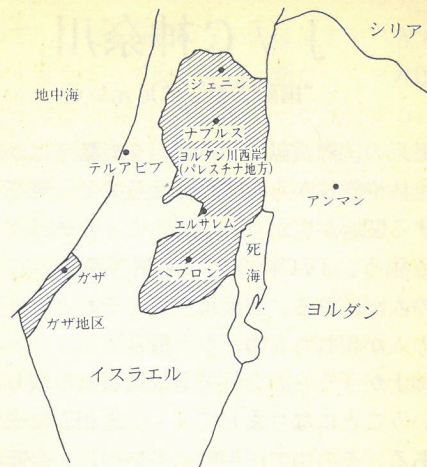 シリア
地中海
ジェニン
ナブルス
テルアビブ
ヨルダン川西岸
(パレスチナ地方)
アンマン
エルサレム
死海
ヘブロン
ガザ
ガザ地区
ヨルダン
イスラエル